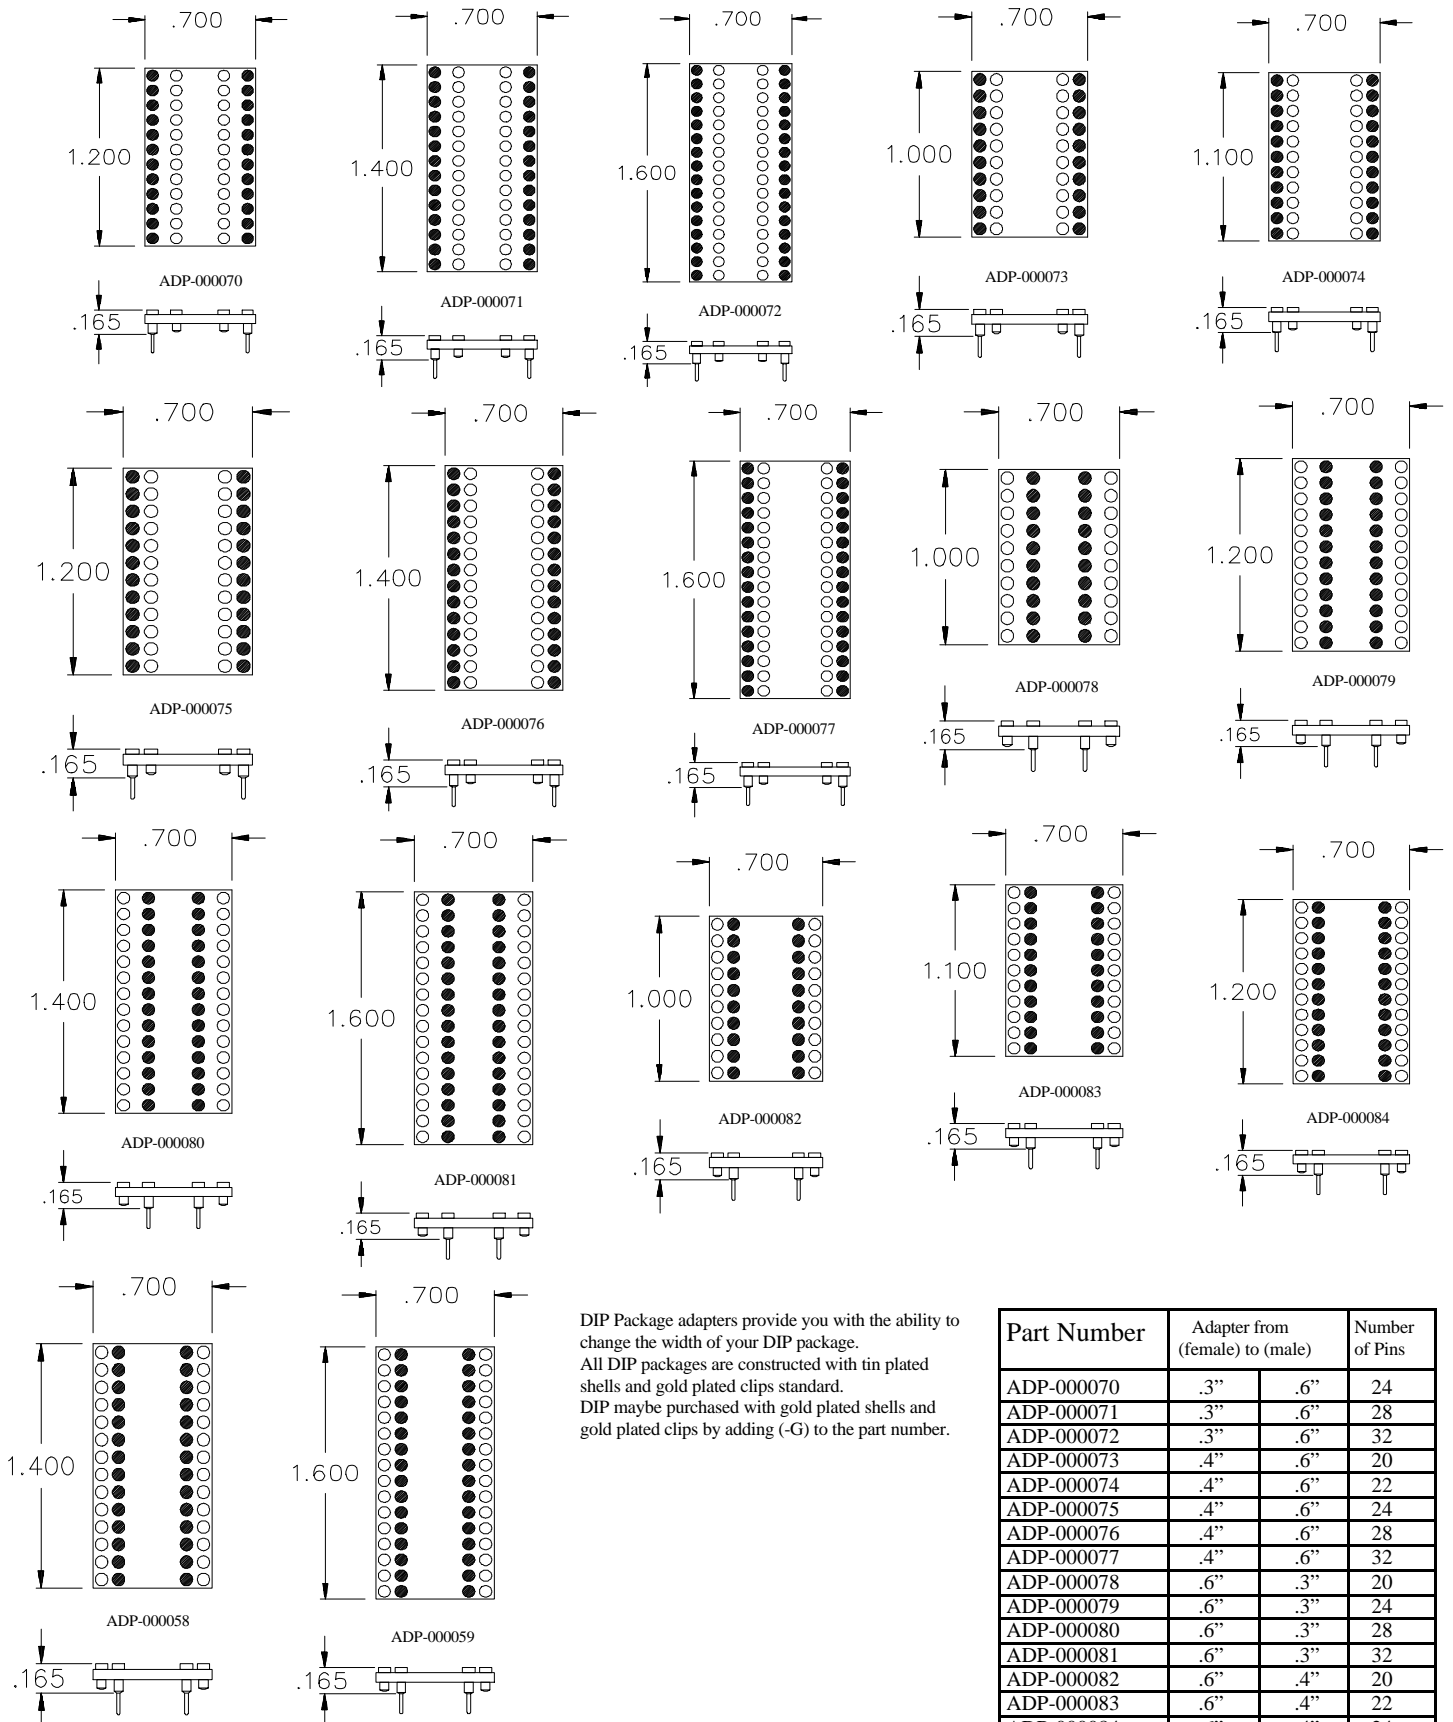 .700
.700
.700
.700
.700
1.200
1.400
1.600
1.000
1.100
ADP-000070
ADP-000071
ADP-000072
ADP-000073
ADP-000074
.165
.165
.165
.165
.165
.700
.700
.700
.700
.700
1.200
1.400
1.600
1.000
1.200
ADP-000075
ADP-000076
ADP-000077
ADP-000078
ADP-000079
.165
.165
.165
.165
.165
.700
.700
.700
.700
.700
1.400
1.600
1.000
1.100
1.200
ADP-000080
ADP-000081
ADP-000082
ADP-000083
ADP-000084
.165
.165
.165
.165
.165
.700
.700
1.400
1.600
ADP-000058
ADP-000059
.165
.165
DIP Package adapters provide you with the ability to
change the width of your DIP package.
All DIP packages are constructed with tin plated
shells and gold plated clips standard.
DIP maybe purchased with gold plated shells and
gold plated clips by adding (-G) to the part number.
Part Number Adapter from (female) to (male) Number of Pins
ADP-000070 .3” .6” 24
ADP-000071 .3” .6” 28
ADP-000072 .3” .6” 32
ADP-000073 .4” .6” 20
ADP-000074 .4” .6” 22
ADP-000075 .4” .6” 24
ADP-000076 .4” .6” 28
ADP-000077 .4” .6” 32
ADP-000078 .6” .3” 20
ADP-000079 .6” .3” 24
ADP-000080 .6” .3” 28
ADP-000081 .6” .3” 32
ADP-000082 .6” .4” 20
ADP-000083 .6” .4” 22